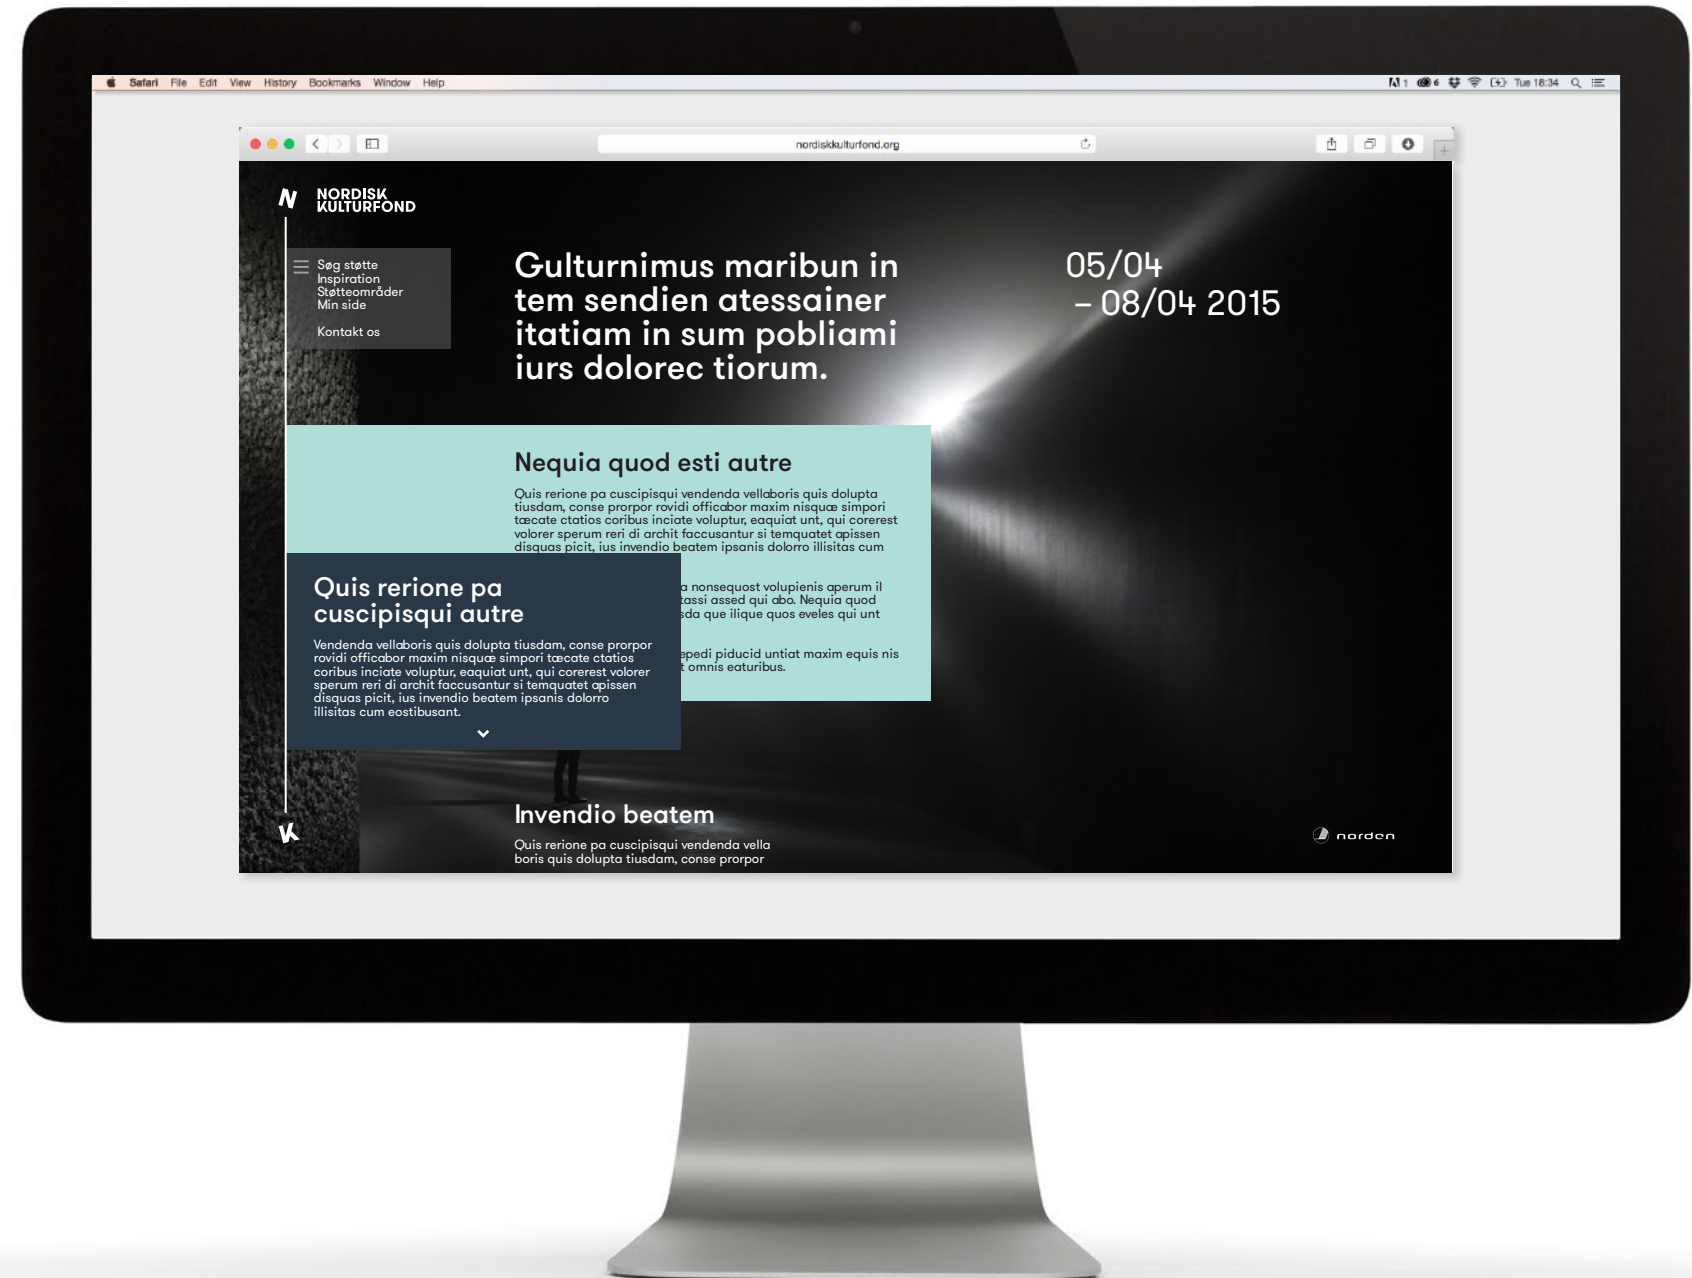 Safari File Edit View History Bookmarks Window Help
1 6 Tue 18:34
nordiskkulturfond.org
N
NORDISK
KULTURFOND
Søg støtte
Inspiration
Støtteområder
Min side
Kontakt os
Gulturnimus maribun in
tem sendien atessainer
itatiam in sum pobliami
iurs dolorec tiorum.
05/04
– 08/04 2015
Nequia quod esti autre
Quis rerione pa cuscipisqui vendenda vellaboris quis dolupta
tiusdam, conse prorpor rovidi officabor maxim nisquæ simpori
tæcate ctatios coribus inciate voluptur, eaquiat unt, qui corerest
volorer sperum reri di archit faccusantur si temquatet apissen
disquas picit, ius invendio beatem ipsanis dolorro illisitas cum
a nonsequost volupienis aperum il
tassi assed qui abo. Nequia quod
sda que ilique quos eveles qui unt
epedi piducid untiat maxim equis nis
t omnis eaturibus.
Quis rerione pa
cuscipisqui autre
Vendenda vellaboris quis dolupta tiusdam, conse prorpor
rovidi officabor maxim nisquæ simpori tæcate ctatios
coribus inciate voluptur, eaquiat unt, qui corerest volorer
sperum reri di archit faccusantur si temquatet apissen
disquas picit, ius invendio beatem ipsanis dolorro
illisitas cum eostibusant.
Invendio beatem
Quis rerione pa cuscipisqui vendenda vella
boris quis dolupta tiusdam, conse prorpor
K
norden